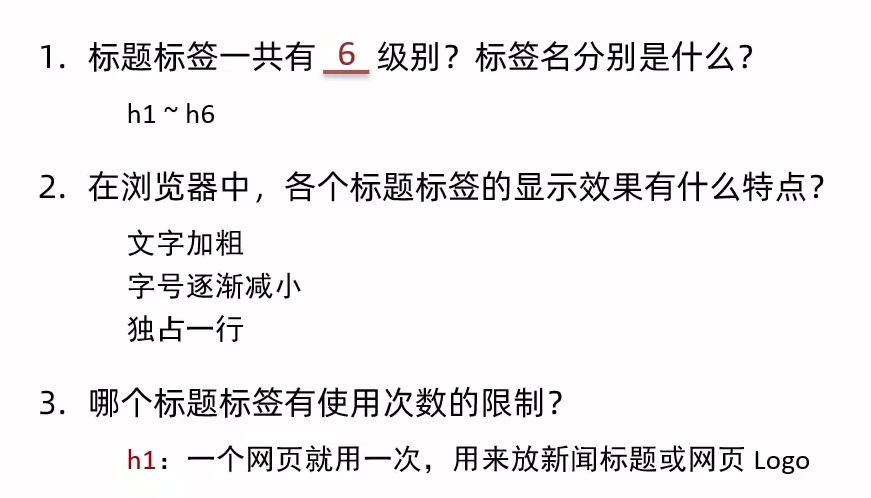 1. 标题标签一共有 6 级别？标签名分别是什么？
h1 ~ h6
2. 在浏览器中，各个标题标签的显示效果有什么特点？
文字加粗
字号逐渐减小
独占一行
3. 哪个标题标签有使用次数的限制？
h1：一个网页就用一次，用来放新闻标题或网页 Logo